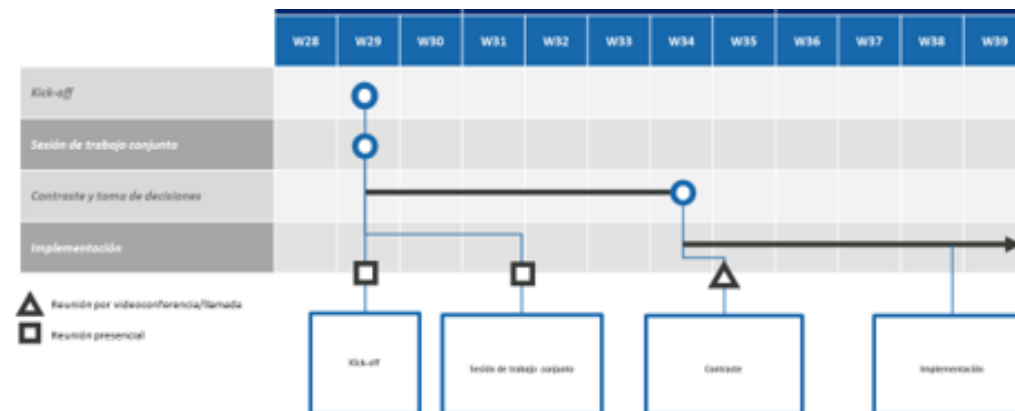 W28 W29 W30 W31 W32 W33 W34 W35 W36 W37 W38 W39
Kick-off
Sesión de trabajo conjunto
Contraste y toma de decisiones
Implementación
Reunión por videoconferencia/llamada
Reunión presencial
Kick-off
Sesión de trabajo conjunto
Contraste
Implementación